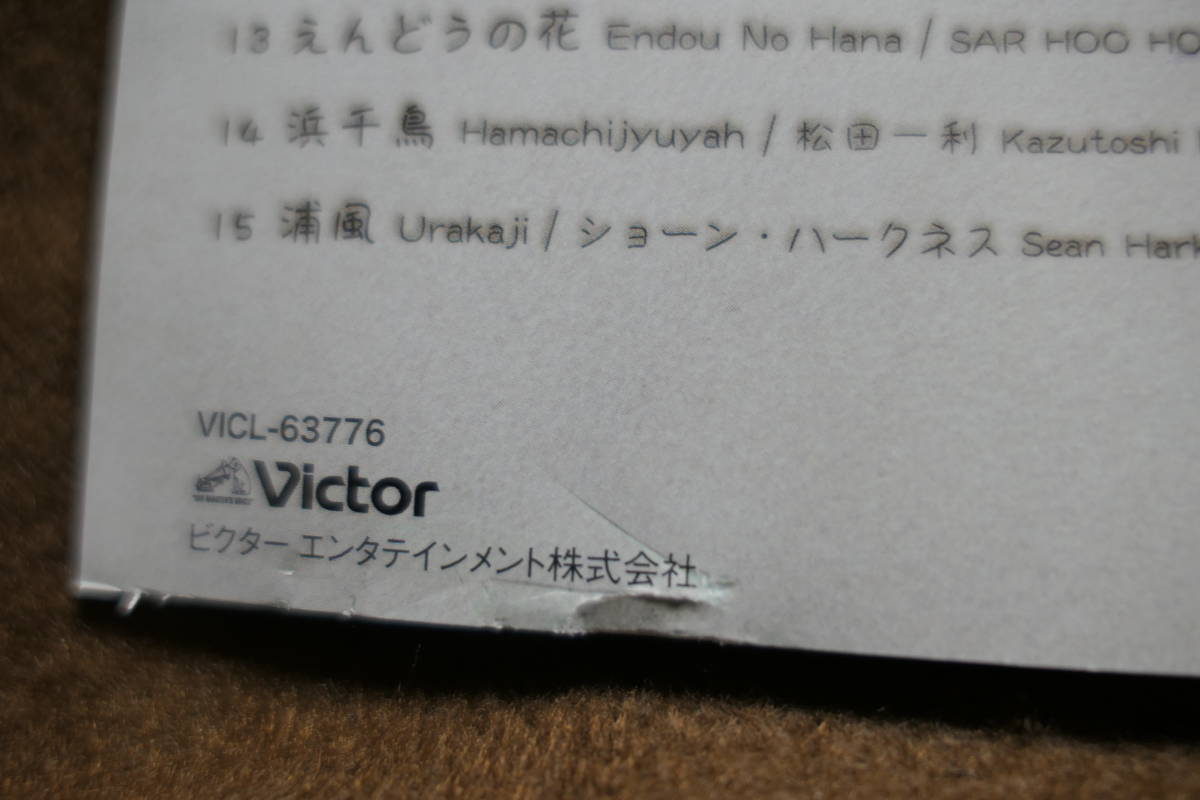 13 えんどうの花 Endou No Hana / SAR HOO
14 浜千鳥 Hamachijyuyah / 松田一利 Kazutoshi
15 浦風 Urakaji / ショーン・ハークネス Sean
VICL-63776
Victor
ビクター エンタテインメント株式会社